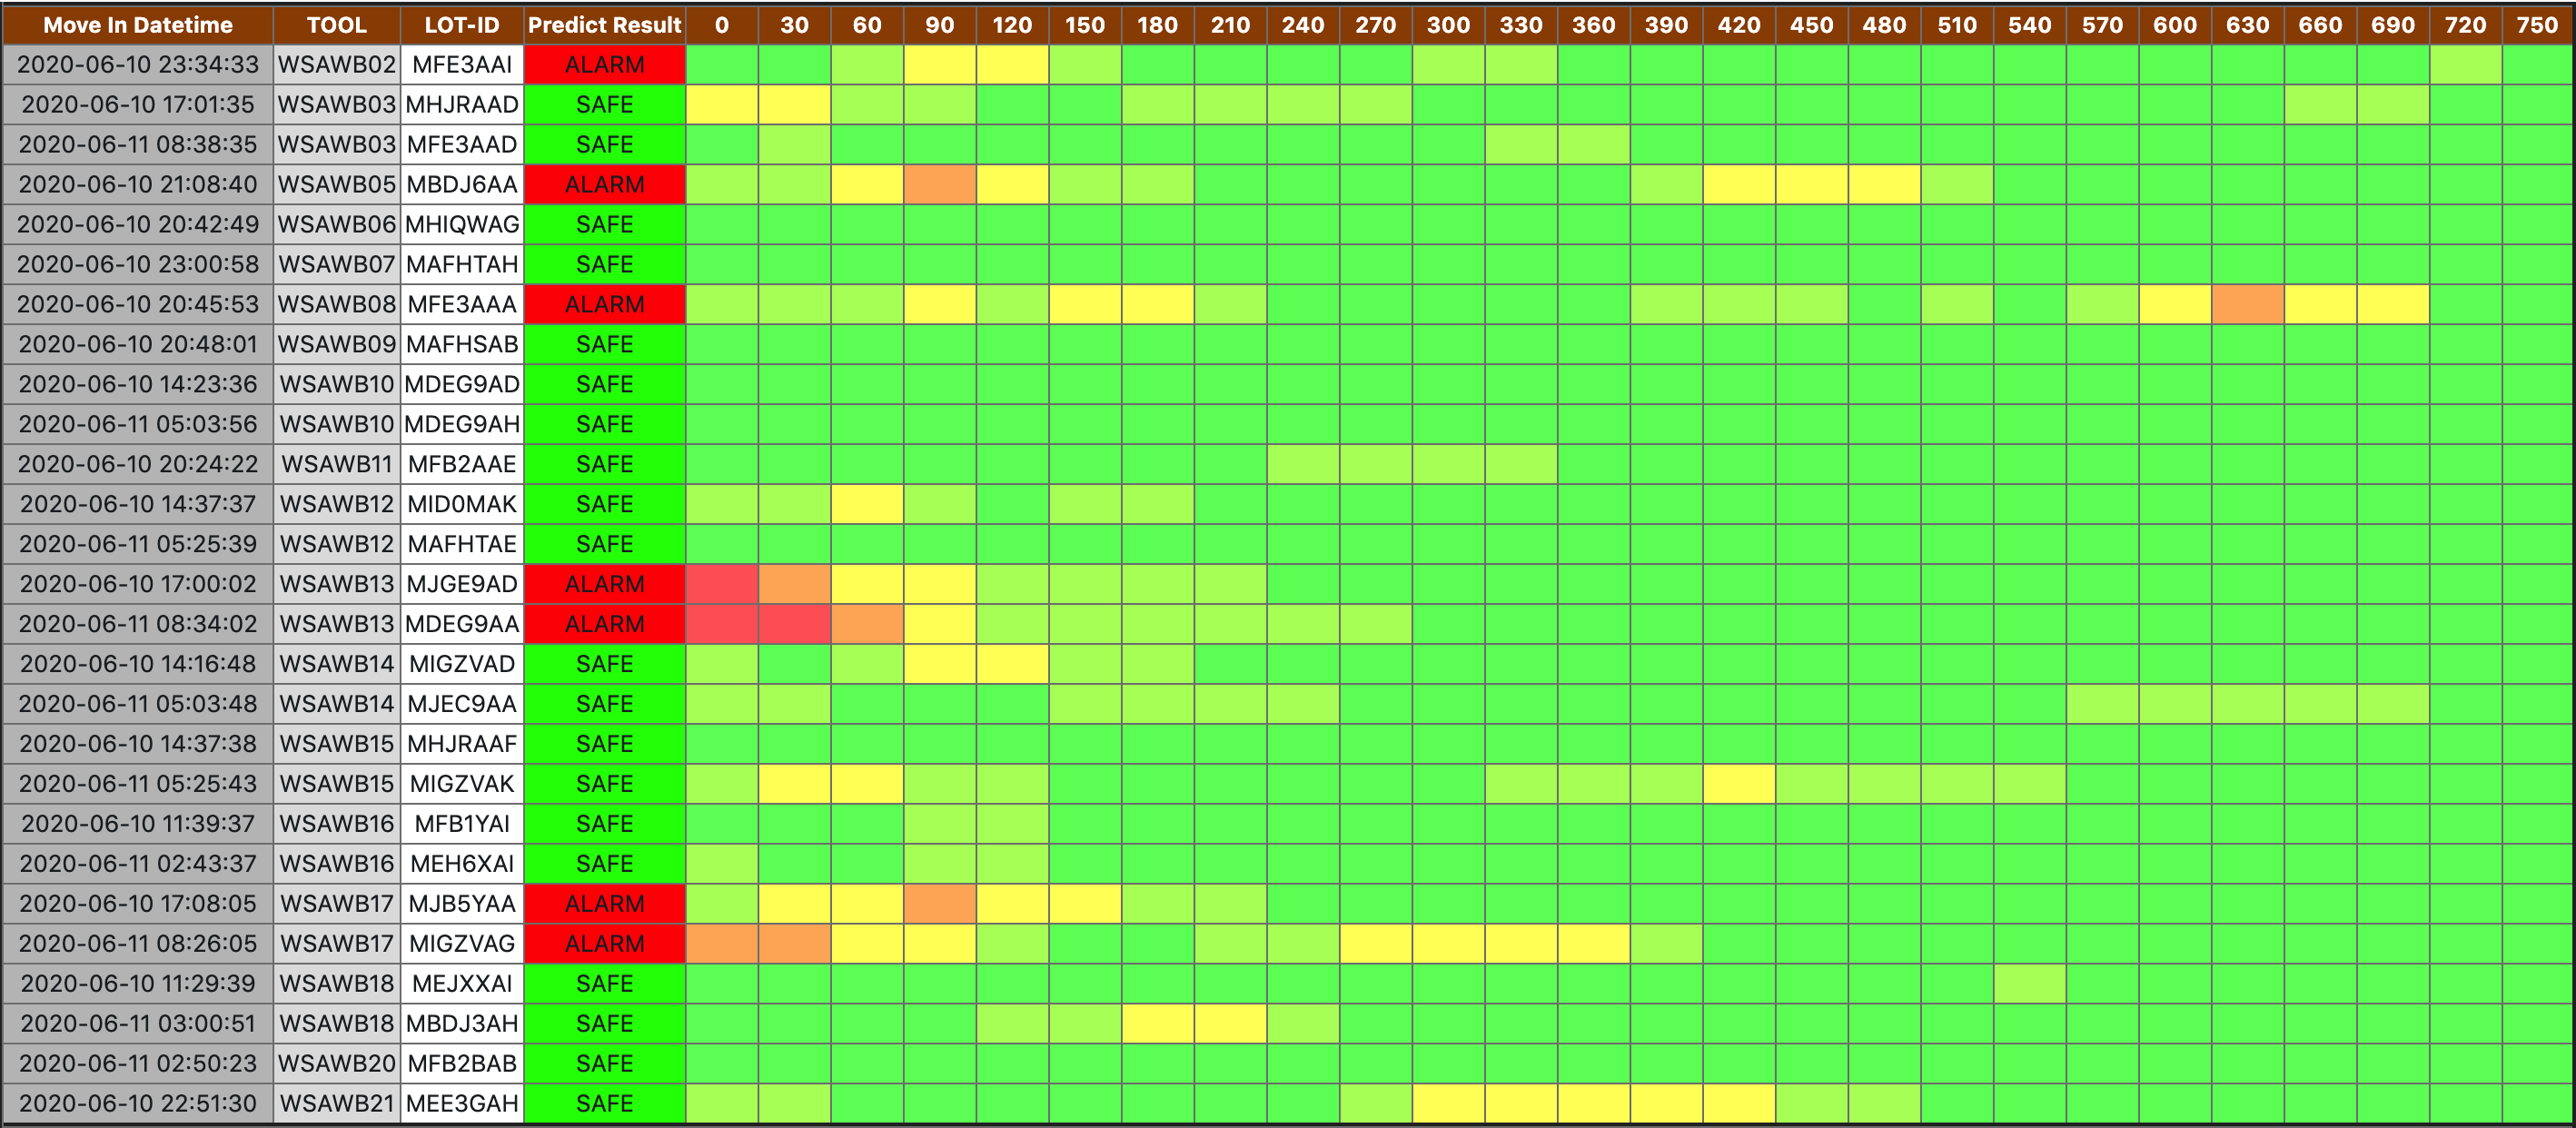 Move In Datetime TOOL LOT-ID Predict Result 0 30 60 90 120 150 180 210 240 270 300 330 360 390 420 450 480 510 540 570 600 630 660 690 720 750
2020-06-10 23:34:33 WSAWB02 MFE3AAI ALARM
2020-06-10 17:01:35 WSAWB03 MHJRAAD SAFE
2020-06-11 08:38:35 WSAWB03 MFE3AAD SAFE
2020-06-10 21:08:40 WSAWB05 MBDJ6AA ALARM
2020-06-10 20:42:49 WSAWB06 MHIQWAG SAFE
2020-06-10 23:00:58 WSAWB07 MAFHTAH SAFE
2020-06-10 20:45:53 WSAWB08 MFE3AAA ALARM
2020-06-10 20:48:01 WSAWB09 MAFHSAB SAFE
2020-06-10 14:23:36 WSAWB10 MDEG9AD SAFE
2020-06-11 05:03:56 WSAWB10 MDEG9AH SAFE
2020-06-10 20:24:22 WSAWB11 MFB2AAE SAFE
2020-06-10 14:37:37 WSAWB12 MID0MAK SAFE
2020-06-11 05:25:39 WSAWB12 MAFHTAE SAFE
2020-06-10 17:00:02 WSAWB13 MJGE9AD ALARM
2020-06-11 08:34:02 WSAWB13 MDEG9AA ALARM
2020-06-10 14:16:48 WSAWB14 MIGZVAD SAFE
2020-06-11 05:03:48 WSAWB14 MJEC9AA SAFE
2020-06-10 14:37:38 WSAWB15 MHJRAAF SAFE
2020-06-11 05:25:43 WSAWB15 MIGZVAK SAFE
2020-06-10 11:39:37 WSAWB16 MFB1YAI SAFE
2020-06-11 02:43:37 WSAWB16 MEH6XAI SAFE
2020-06-10 17:08:05 WSAWB17 MJB5YAA ALARM
2020-06-11 08:26:05 WSAWB17 MIGZVAG ALARM
2020-06-10 11:29:39 WSAWB18 MEJXXAI SAFE
2020-06-11 03:00:51 WSAWB18 MBDJ3AH SAFE
2020-06-11 02:50:23 WSAWB20 MFB2BAB SAFE
2020-06-10 22:51:30 WSAWB21 MEE3GAH SAFE